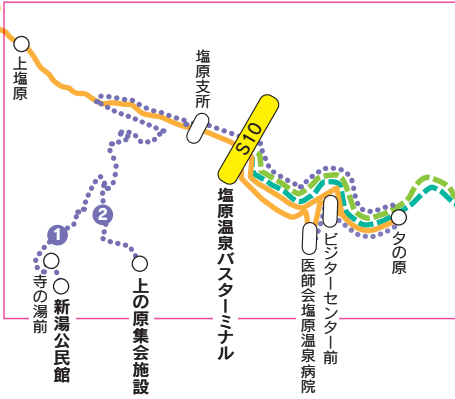 上塩原
塩原支所
S10
塩原温泉バスターミナル
夕の原
ビジターセンター前
医師会塩原温泉病院
1
2
寺の湯前
新湯公民館
上の原集会施設